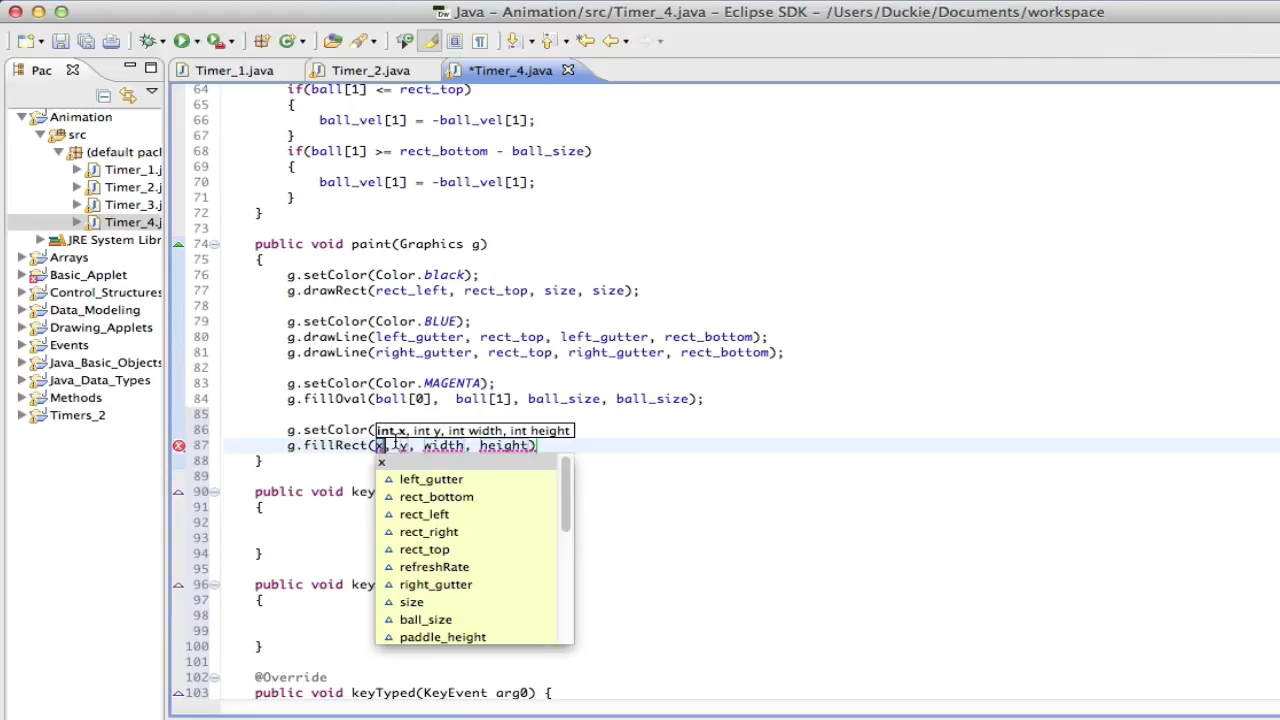 Java - Animation/src/Timer_4.java - Eclipse SDK - /Users/Duckie/Documents/workspace
Pac
Timer_1.java
Timer_2.java
*Timer_4.java
Animation
src
(default pac
Timer_1.j
Timer_2.j
Timer_3.j
Timer_4.j
JRE System Libr
Arrays
Basic_Applet
Control_Structures
Data_Modeling
Drawing_Applets
Events
Java_Basic_Objects
Java_Data_Types
Methods
Timers_2
64 if(ball[1] <= rect_top)
65 {
66 ball_vel[1] = -ball_vel[1];
67 }
68 if(ball[1] >= rect_bottom - ball_size)
69 {
70 ball_vel[1] = -ball_vel[1];
71 }
72 }
73
74 public void paint(Graphics g)
75 {
76 g.setColor(Color.black);
77 g.drawRect(rect_left, rect_top, size, size);
78
79 g.setColor(Color.BLUE);
80 g.drawLine(left_gutter, rect_top, left_gutter, rect_bottom);
81 g.drawLine(right_gutter, rect_top, right_gutter, rect_bottom);
82
83 g.setColor(Color.MAGENTA);
84 g.fillOval(ball[0],  ball[1], ball_size, ball_size);
85
86 g.setColor(
int x, int y, int width, int height
87 g.fillRect(x, y, width, height)
88 }
89
90 public void key
91 {
92
93
94 }
95
96 public void key
97 {
98
99
100 }
101
102 @Override
103 public void keyTyped(KeyEvent arg0) {
x
left_gutter
rect_bottom
rect_left
rect_right
rect_top
refreshRate
right_gutter
size
ball_size
paddle_height